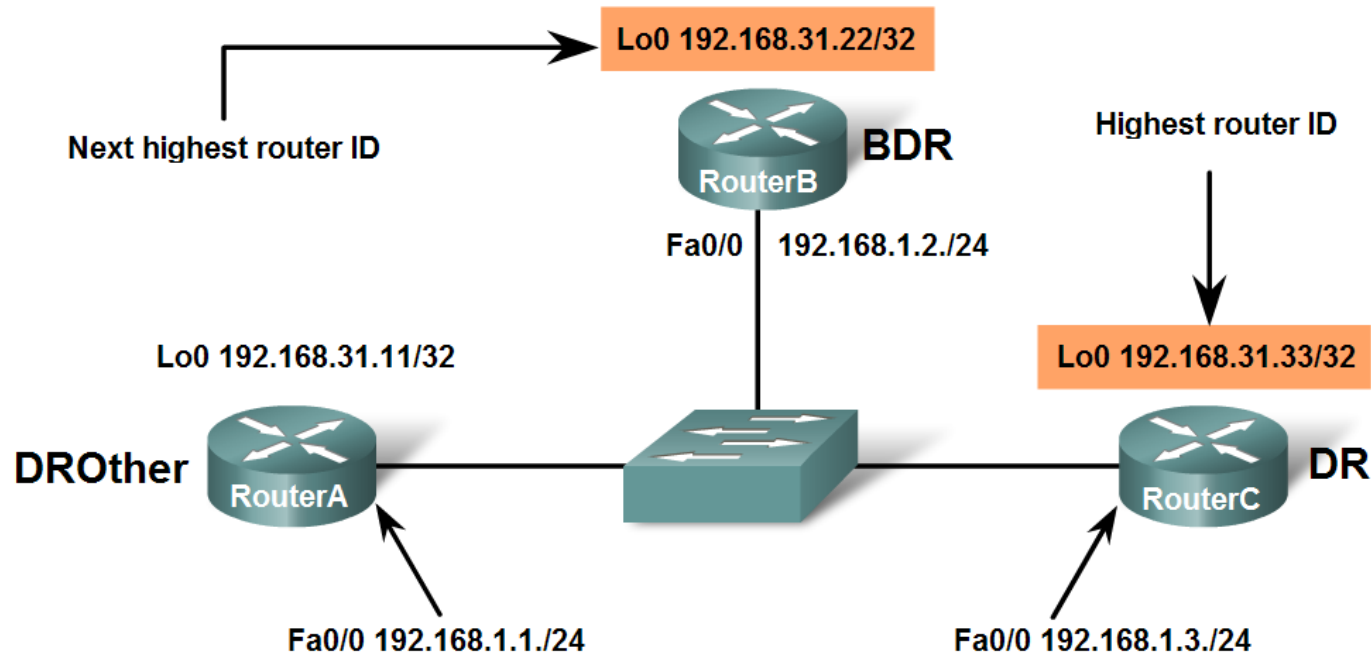 Lo0 192.168.31.22/32
Next highest router ID
Highest router ID
BDR
RouterB
Fa0/0 192.168.1.2./24
Lo0 192.168.31.11/32
Lo0 192.168.31.33/32
DROther
RouterA
RouterC
DR
Fa0/0 192.168.1.1./24
Fa0/0 192.168.1.3./24